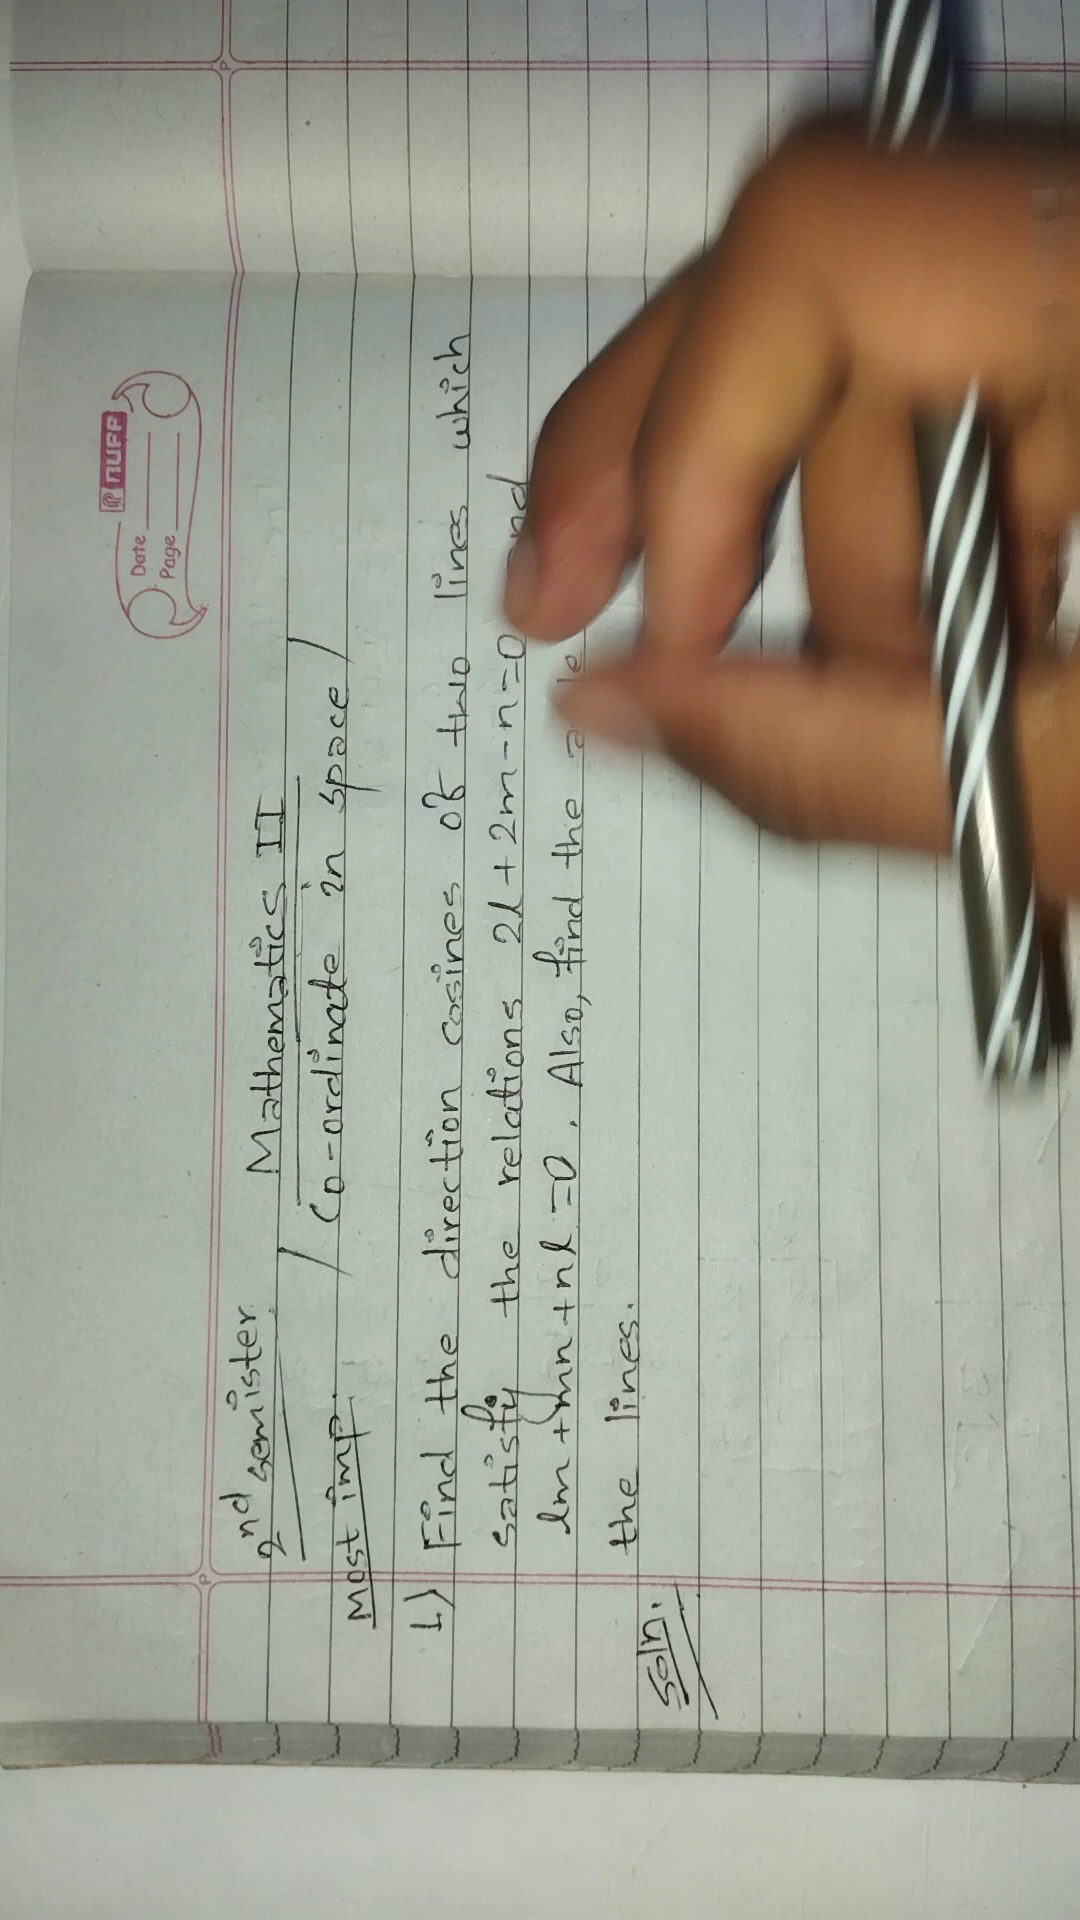 nuff
Date
Page
2nd semister Mathematics II
Most imp. / Co-ordinate in space /
1) Find the direction cosines of two lines which
satisfy the relations 2l + 2m - n = 0 and
lm + mn + nl = 0. Also, find the
the lines.
Soln.